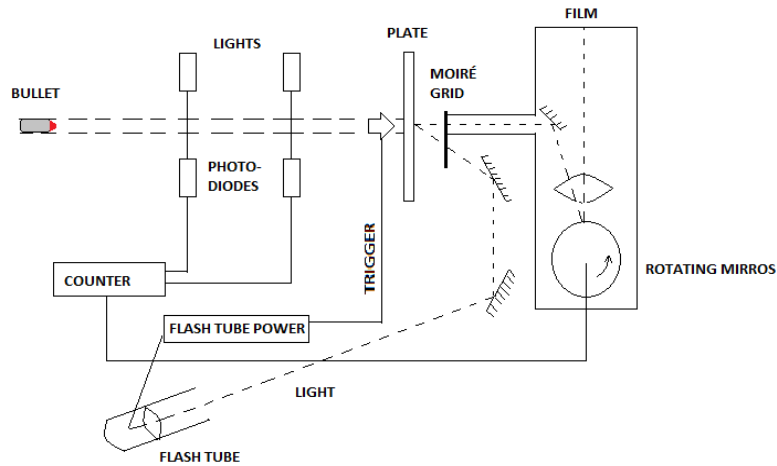 FILM
PLATE
LIGHTS
MOIRÉ
GRID
BULLET
PHOTO-
DIODES
TRIGGER
COUNTER
ROTATING MIRROS
FLASH TUBE POWER
LIGHT
FLASH TUBE